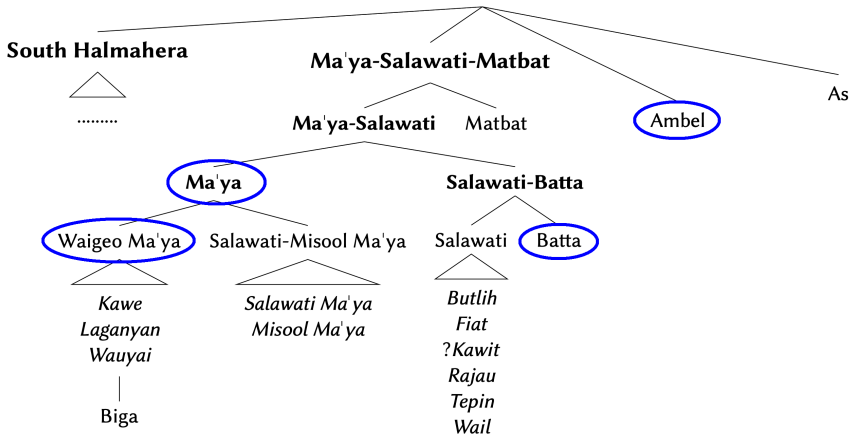 South Halmahera
.........
Ma'ya-Salawati-Matbat
As
Ambel
Ma'ya-Salawati
Matbat
Ma'ya
Salawati-Batta
Waigeo Ma'ya
Salawati-Misool Ma'ya
Salawati
Batta
Kawe
Laganyan
Wauyai
Biga
Salawati Ma'ya
Misool Ma'ya
Butlih
Fiat
?Kawit
Rajau
Tepin
Wail